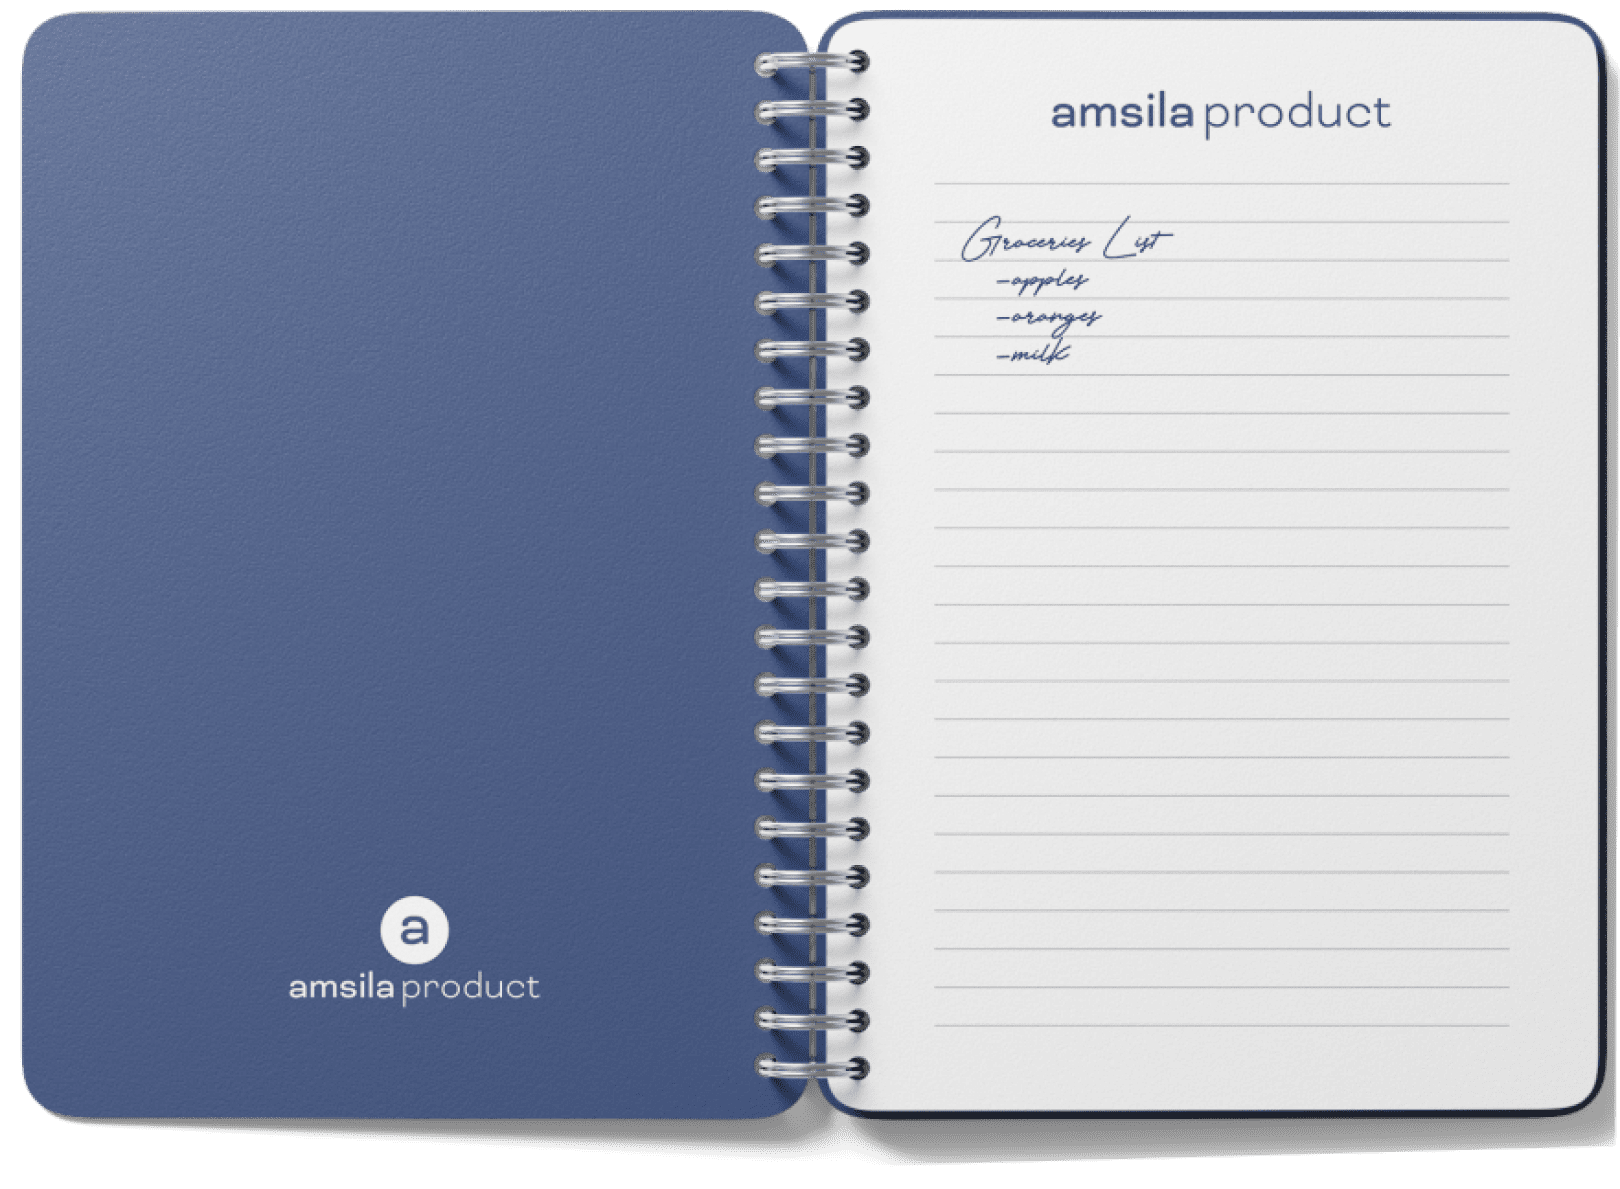 a
amsila product
amsila product
Groceries List
-apples
-oranges
-milk